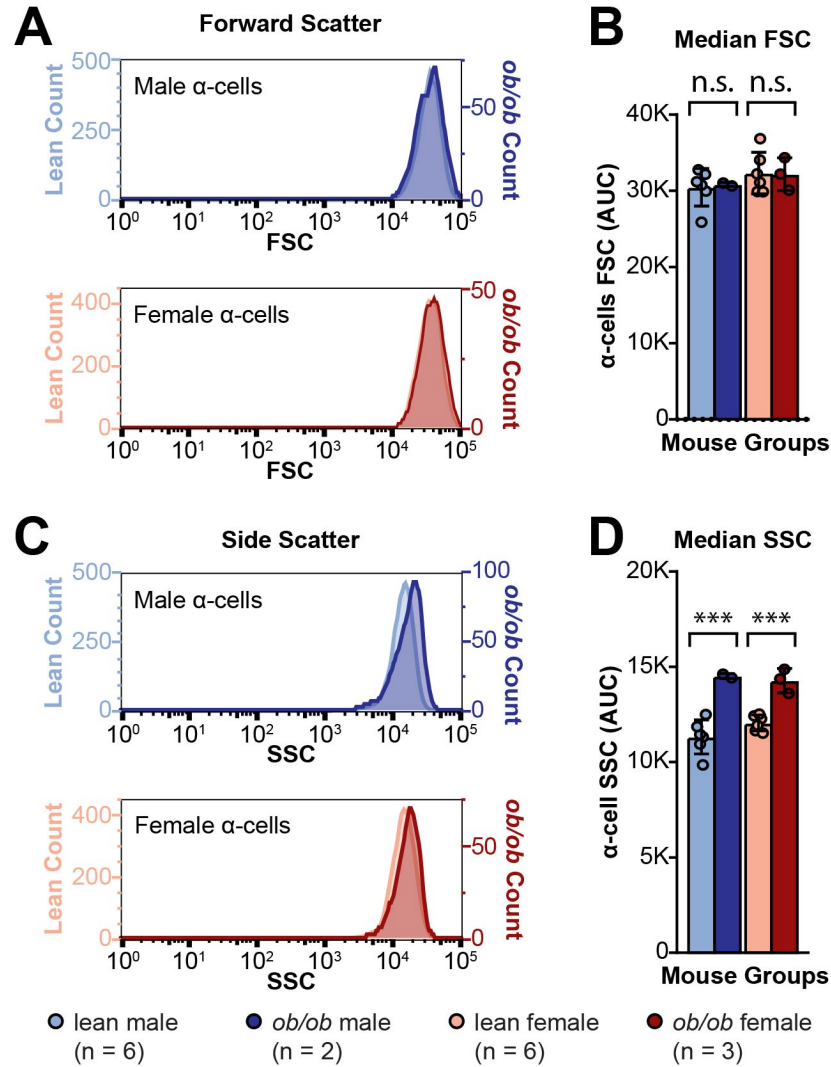 A
Forward Scatter
Lean Count
500
250
0
Male α-cells
50
0
ob/ob Count
10⁰ 10¹ 10² 10³ 10⁴ 10⁵
FSC
Lean Count
400
200
0
Female α-cells
50
0
ob/ob Count
10⁰ 10¹ 10² 10³ 10⁴ 10⁵
FSC
B
Median FSC
n.s. n.s.
α-cells FSC (AUC)
40K
30K
20K
10K
0
Mouse Groups
C
Side Scatter
Lean Count
500
250
0
Male α-cells
100
50
0
ob/ob Count
10⁰ 10¹ 10² 10³ 10⁴ 10⁵
SSC
Lean Count
400
200
0
Female α-cells
50
0
ob/ob Count
10⁰ 10¹ 10² 10³ 10⁴ 10⁵
SSC
D
Median SSC
*** ***
α-cell SSC (AUC)
20K
15K
10K
5K
0
Mouse Groups
lean male
(n = 6)
ob/ob male
(n = 2)
lean female
(n = 6)
ob/ob female
(n = 3)